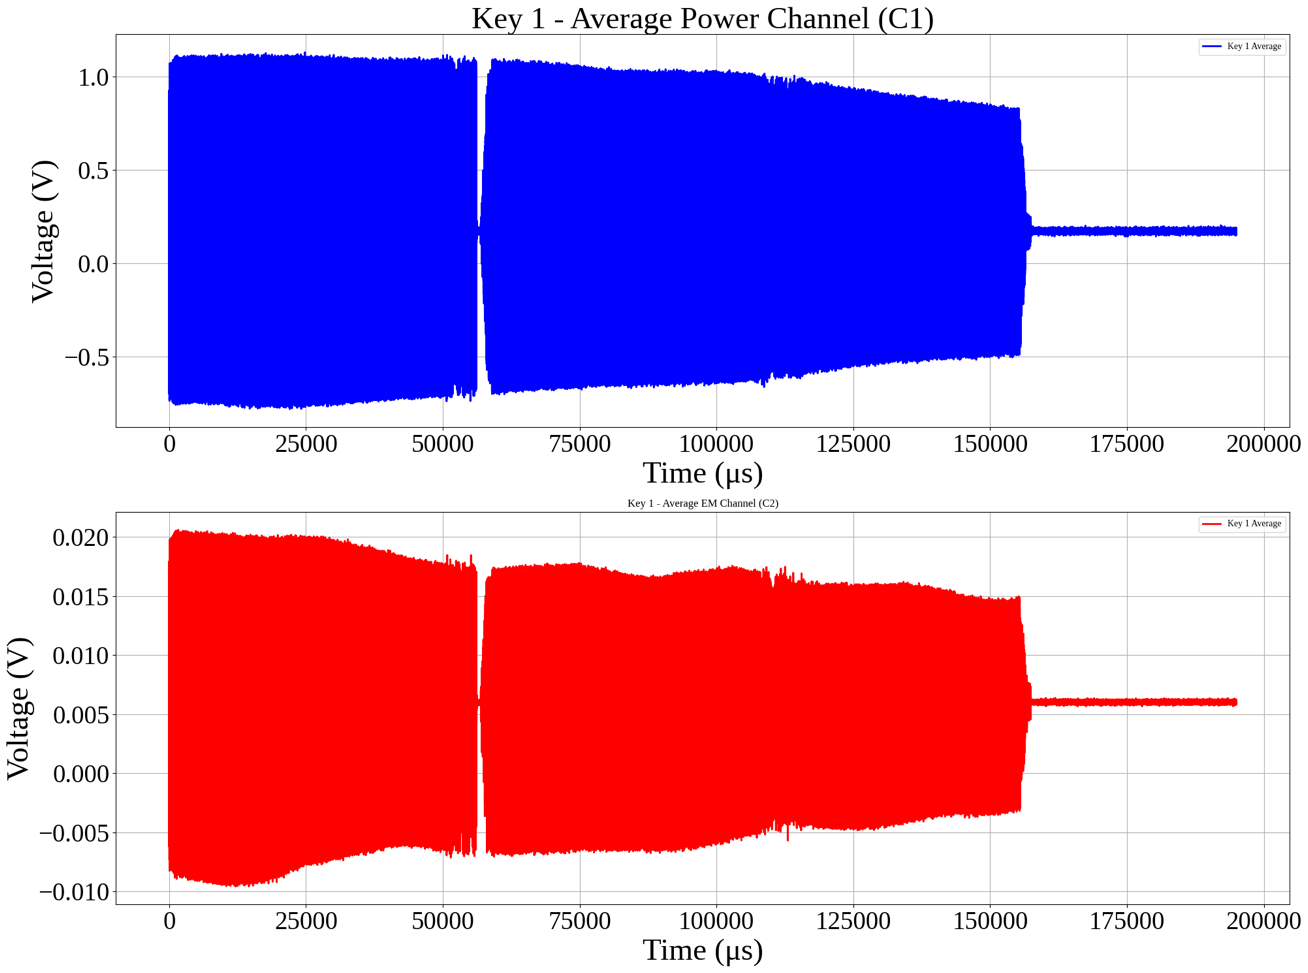 Key 1 - Average Power Channel (C1)
Key 1 Average
1.0
0.5
0.0
−0.5
Voltage (V)
0 25000 50000 75000 100000 125000 150000 175000 200000
Time (μs)
Key 1 - Average EM Channel (C2)
Key 1 Average
0.020
0.015
0.010
0.005
0.000
−0.005
−0.010
Voltage (V)
0 25000 50000 75000 100000 125000 150000 175000 200000
Time (μs)